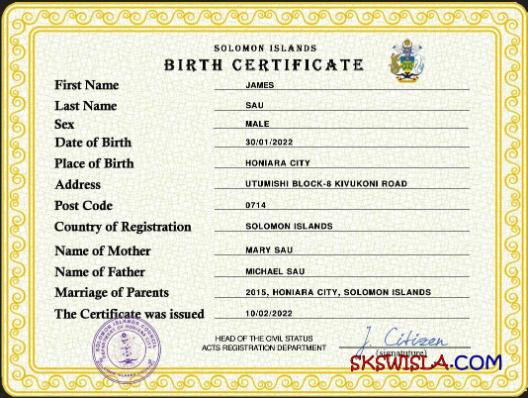 SOLOMON ISLANDS
BIRTH CERTIFICATE
First Name JAMES
Last Name SAU
Sex MALE
Date of Birth 30/01/2022
Place of Birth HONIARA CITY
Address UTUMISHI BLOCK-6 KIVUKONI ROAD
Post Code 0714
Country of Registration SOLOMON ISLANDS
Name of Mother MARY SAU
Name of Father MICHAEL SAU
Marriage of Parents 2015, HONIARA CITY, SOLOMON ISLANDS
The Certificate was issued 10/02/2022
SOLOMON ISLANDS COUNCIL
HEAD OF THE CIVIL STATUS
ACTS REGISTRATION DEPARTMENT
J. Citizen
(signature)
SKSWISLA.COM